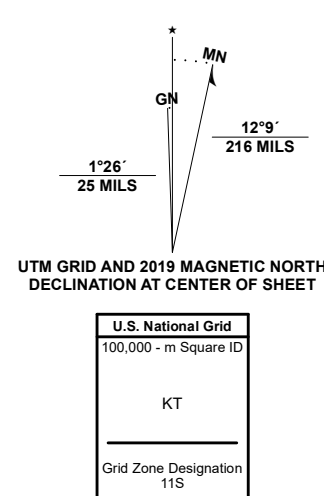 ★
MN
GN
12°9´
216 MILS
1°26´
25 MILS
UTM GRID AND 2019 MAGNETIC NORTH
DECLINATION AT CENTER OF SHEET
U.S. National Grid
100,000 - m Square ID
KT
Grid Zone Designation
11S